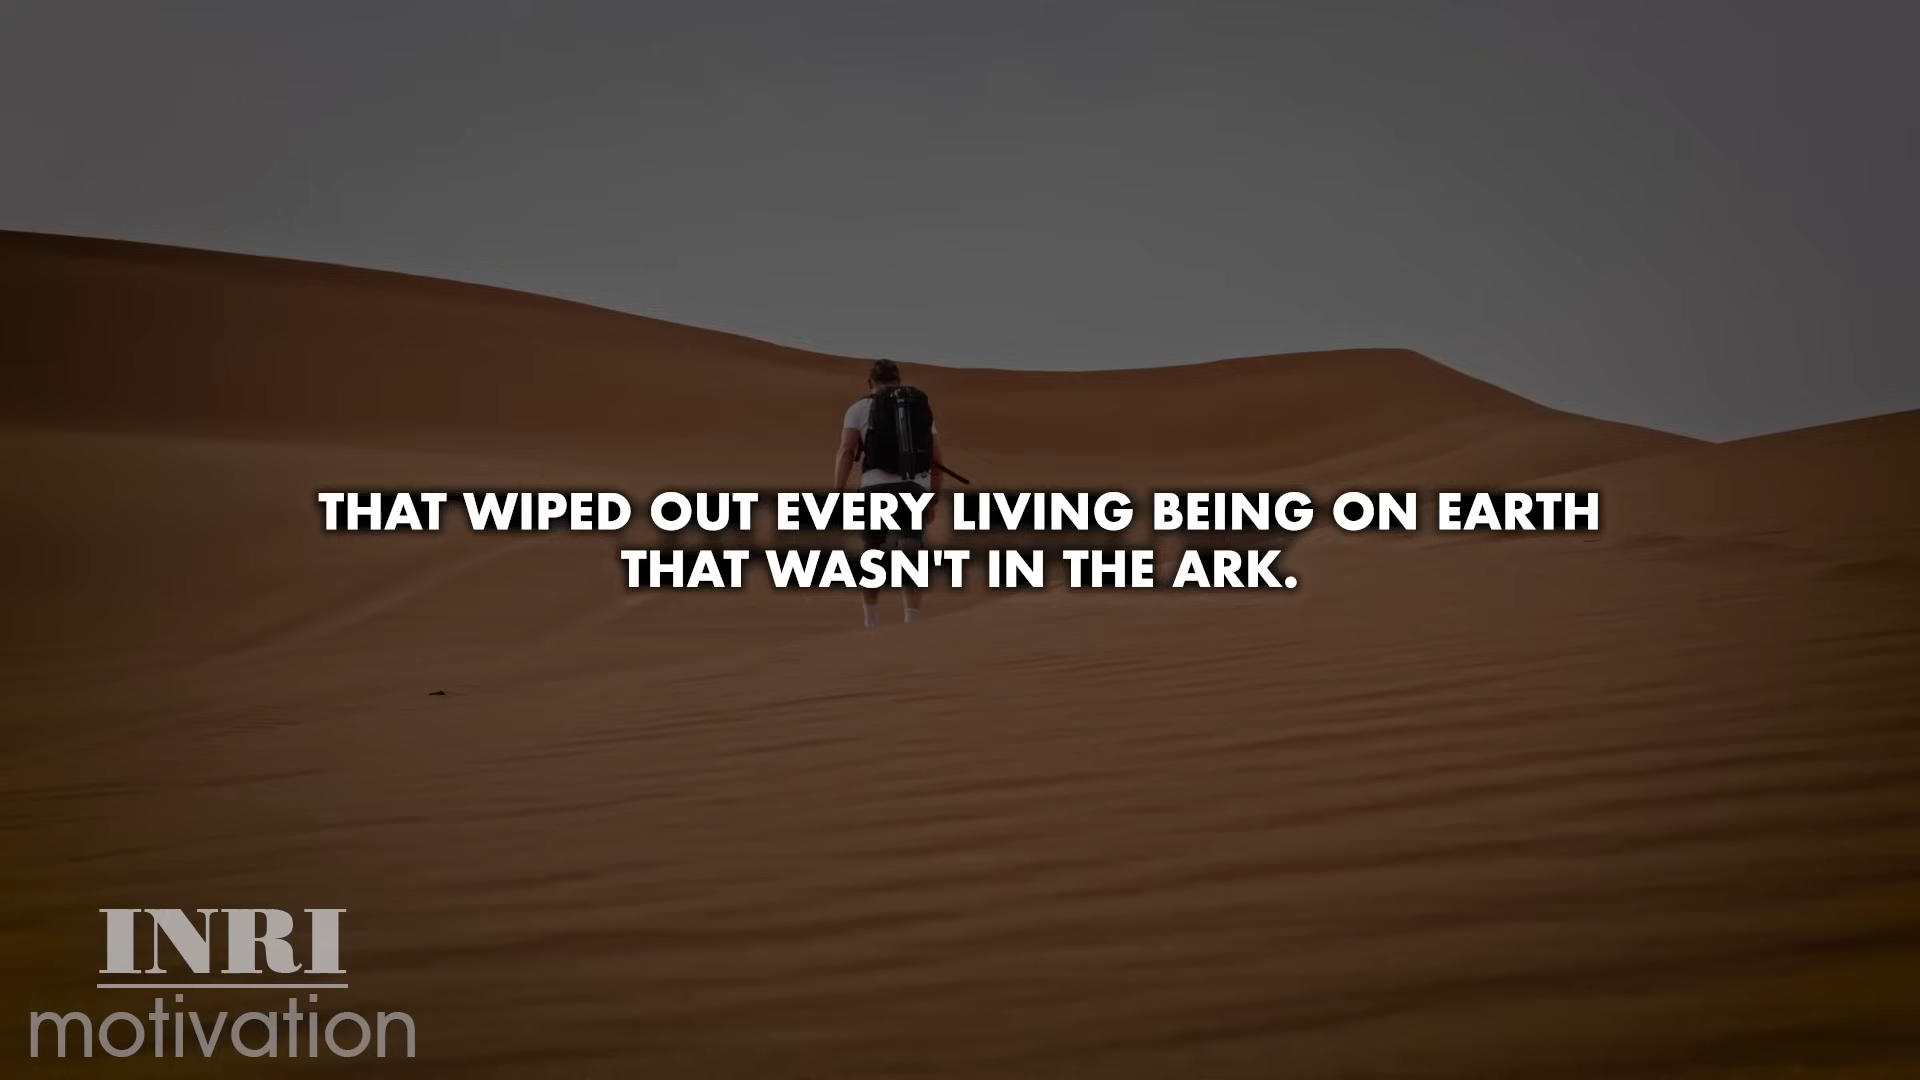 THAT WIPED OUT EVERY LIVING BEING ON EARTH
THAT WASN'T IN THE ARK.
INRI
motivation